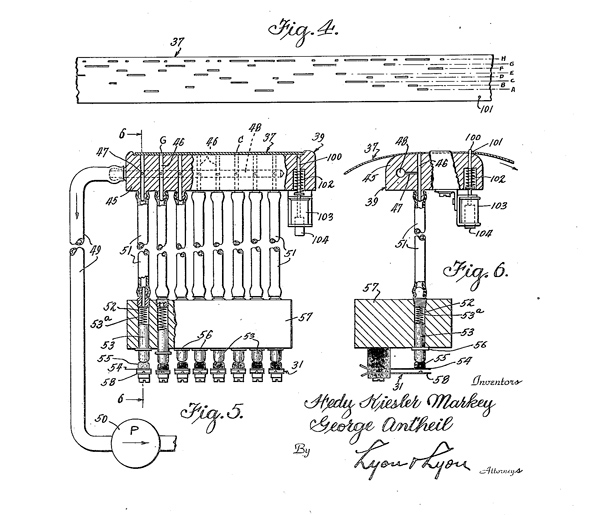 Fig. 4.
37
H
G
F
E
D
C
B
A
101
6
G 46 46 48 C 37 39
47
100
45
102
103
104
49
51
51
52
53ª
53
57
55
54
58
56
53
31
6
50
P
Fig. 5.
48 46 100
101
37
45
102
39
47
103
104
51
Fig. 6.
57
52
53ª
53
56
55
54
31
58
Inventors
Hedy Kiesler Markey
George Antheil
By
Lyon & Lyon
Attorneys